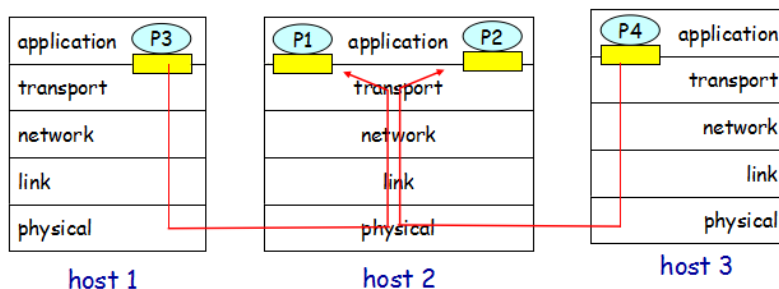 application P3
transport
network
link
physical
host 1
P1 application P2
transport
network
link
physical
host 2
P4 application
transport
network
link
physical
host 3